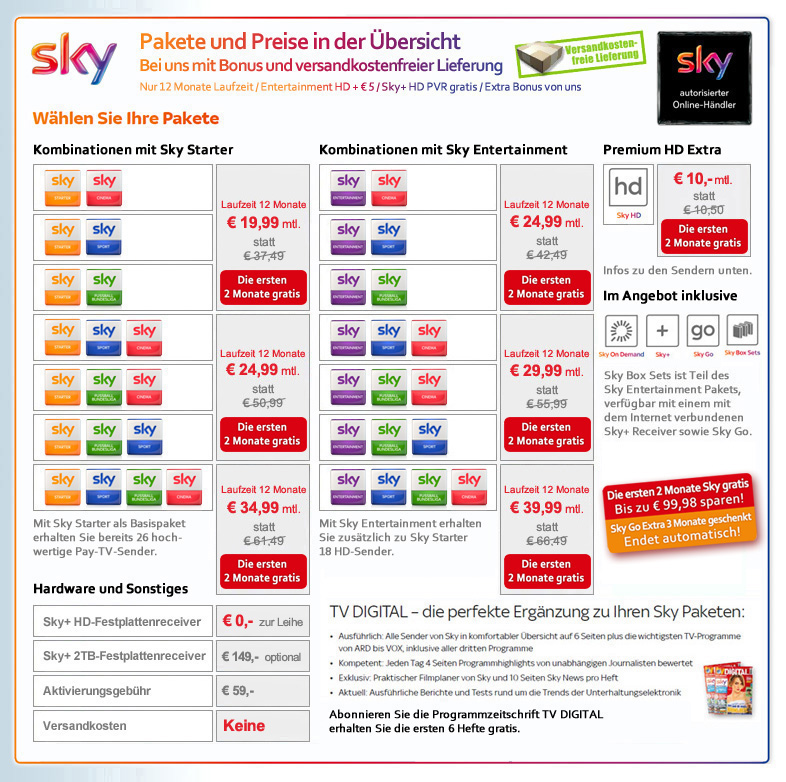 sky
Pakete und Preise in der Übersicht
Bei uns mit Bonus und versandkostenfreier Lieferung
Nur 12 Monate Laufzeit / Entertainment HD + € 5 / Sky+ HD PVR gratis / Extra Bonus von uns
Versandkosten-
freie Lieferung
sky
autorisierter
Online-Händler
Wählen Sie Ihre Pakete
Kombinationen mit Sky Starter
sky STARTER sky CINEMA
sky STARTER sky SPORT
sky STARTER sky FUSSBALL BUNDESLIGA
Laufzeit 12 Monate
€ 19,99 mtl.
statt
€ 37,49
Die ersten
2 Monate gratis
sky STARTER sky SPORT sky CINEMA
sky STARTER sky FUSSBALL BUNDESLIGA sky CINEMA
sky STARTER sky FUSSBALL BUNDESLIGA sky SPORT
Laufzeit 12 Monate
€ 24,99 mtl.
statt
€ 50,99
Die ersten
2 Monate gratis
sky STARTER sky SPORT sky FUSSBALL BUNDESLIGA sky CINEMA
Laufzeit 12 Monate
€ 34,99 mtl.
statt
€ 61,49
Die ersten
2 Monate gratis
Mit Sky Starter als Basispaket
erhalten Sie bereits 26 hoch-
wertige Pay-TV-Sender.
Kombinationen mit Sky Entertainment
sky ENTERTAINMENT sky CINEMA
sky ENTERTAINMENT sky SPORT
sky ENTERTAINMENT sky FUSSBALL BUNDESLIGA
Laufzeit 12 Monate
€ 24,99 mtl.
statt
€ 42,49
Die ersten
2 Monate gratis
sky ENTERTAINMENT sky SPORT sky CINEMA
sky ENTERTAINMENT sky FUSSBALL BUNDESLIGA sky CINEMA
sky ENTERTAINMENT sky FUSSBALL BUNDESLIGA sky SPORT
Laufzeit 12 Monate
€ 29,99 mtl.
statt
€ 55,99
Die ersten
2 Monate gratis
sky ENTERTAINMENT sky SPORT sky FUSSBALL BUNDESLIGA sky CINEMA
Laufzeit 12 Monate
€ 39,99 mtl.
statt
€ 66,49
Die ersten
2 Monate gratis
Mit Sky Entertainment erhalten
Sie zusätzlich zu Sky Starter
18 HD-Sender.
Premium HD Extra
hd
Sky HD
€ 10,- mtl.
statt
€ 10,50
Die ersten
2 Monate gratis
Infos zu den Sendern unten.
Im Angebot inklusive
+ go
Sky On Demand Sky+ Sky Go Sky Box Sets
Sky Box Sets ist Teil des
Sky Entertainment Pakets,
verfügbar mit einem mit
dem Internet verbundenen
Sky+ Receiver sowie Sky Go.
Die ersten 2 Monate Sky gratis
Bis zu € 99,98 sparen!
Sky Go Extra 3 Monate geschenkt
Endet automatisch!
Hardware und Sonstiges
Sky+ HD-Festplattenreceiver € 0,- zur Leihe
Sky+ 2TB-Festplattenreceiver € 149,- optional
Aktivierungsgebühr € 59,-
Versandkosten Keine
TV DIGITAL – die perfekte Ergänzung zu Ihren Sky Paketen:
• Ausführlich: Alle Sender von Sky in komfortabler Übersicht auf 6 Seiten plus die wichtigsten TV-Programme
von ARD bis VOX, inklusive aller dritten Programme
• Kompetent: Jeden Tag 4 Seiten Programmhighlights von unabhängigen Journalisten bewertet
• Exklusiv: Praktischer Filmplaner von Sky und 10 Seiten Sky News pro Heft
• Aktuell: Ausführliche Berichte und Tests rund um die Trends der Unterhaltungselektronik
Abonnieren Sie die Programmzeitschrift TV DIGITAL
erhalten Sie die ersten 6 Hefte gratis.
DIGITAL